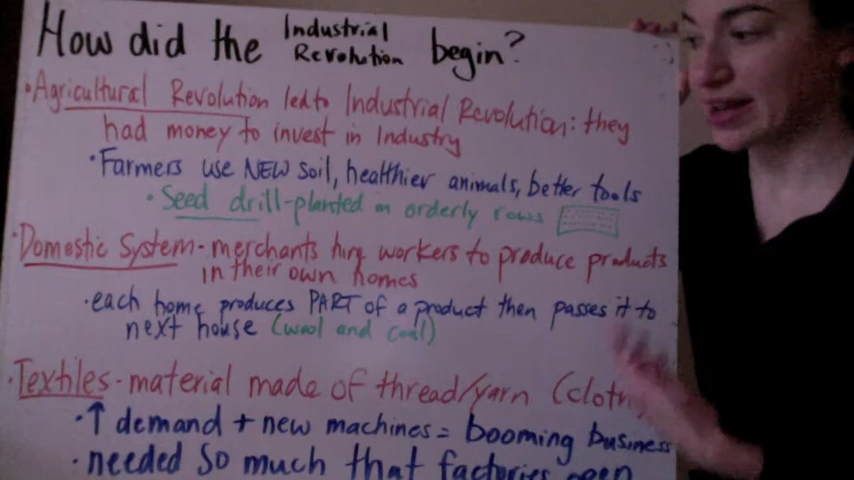 How did the Industrial Revolution begin?
• Agricultural Revolution led to Industrial Revolution: they
had money to invest in Industry
• Farmers use NEW soil, healthier animals, better tools
• Seed drill - planted in orderly rows
• Domestic System - merchants hire workers to produce products
in their own homes
• each home produces PART of a product then passes it to
next house (wool and coal)
• Textiles - material made of thread/yarn (cloth
• ↑ demand + new machines = booming business
• needed so much that factories open